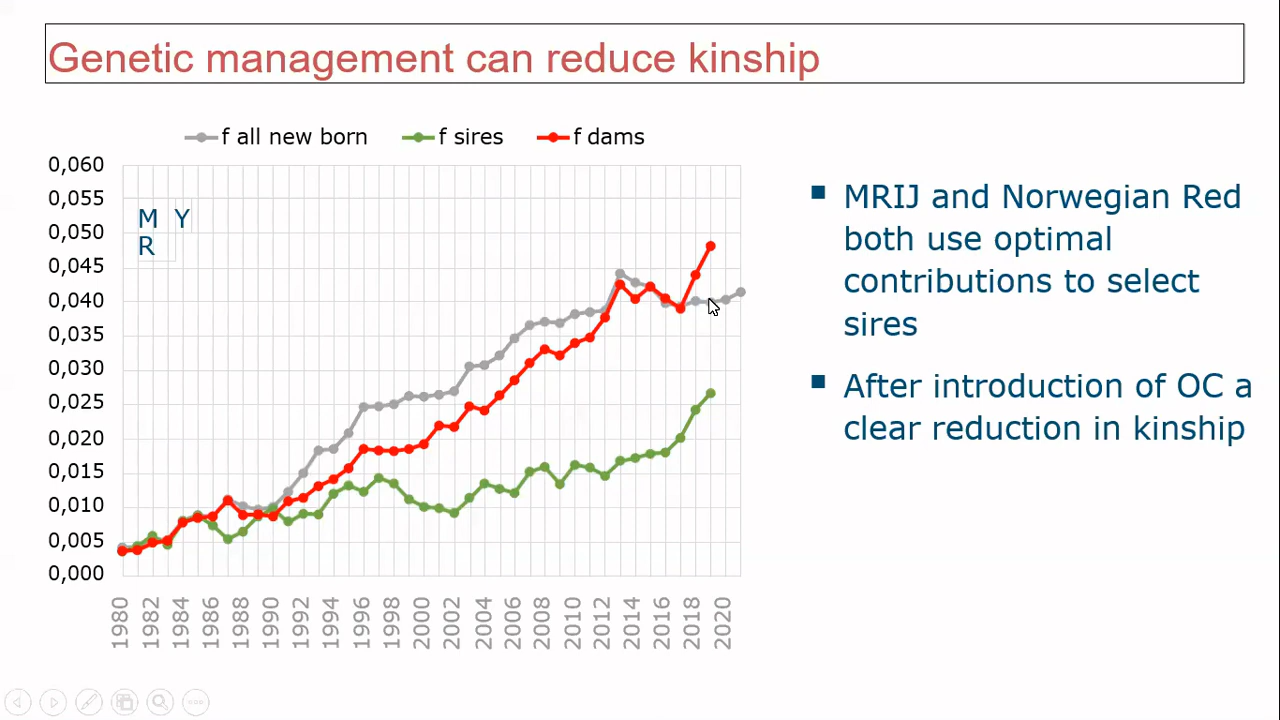 Genetic management can reduce kinship
f all new born f sires f dams
0,060
0,055
0,050
0,045
0,040
0,035
0,030
0,025
0,020
0,015
0,010
0,005
0,000
M Y
R
1980 1982 1984 1986 1988 1990 1992 1994 1996 1998 2000 2002 2004 2006 2008 2010 2012 2014 2016 2018 2020
MRIJ and Norwegian Red
both use optimal
contributions to select
sires
After introduction of OC a
clear reduction in kinship